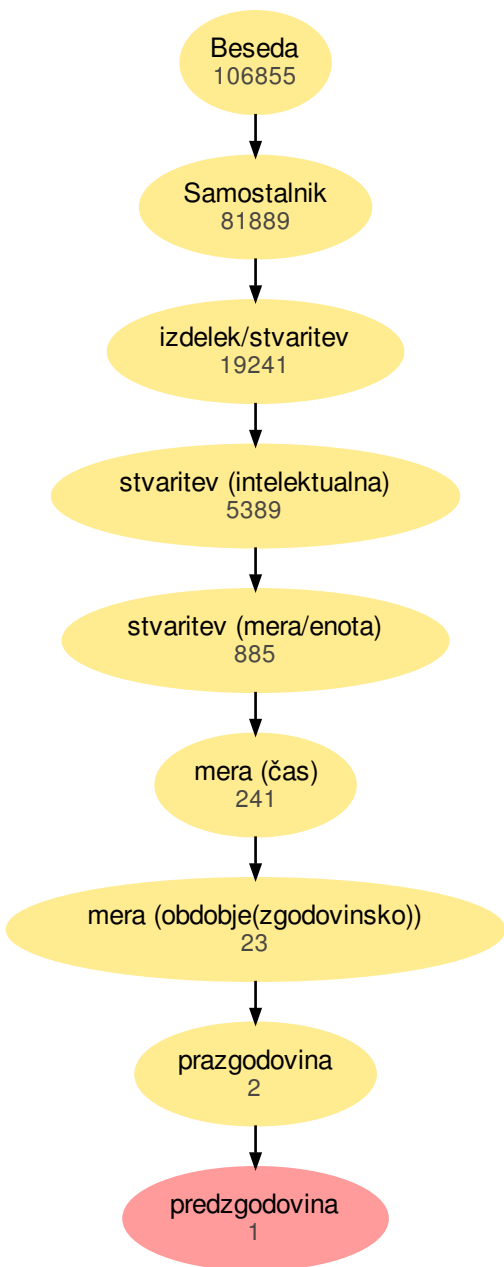 Beseda
106855
Samostalnik
81889
izdelek/stvaritev
19241
stvaritev (intelektualna)
5389
stvaritev (mera/enota)
885
mera (čas)
241
mera (obdobje(zgodovinsko))
23
prazgodovina
2
predzgodovina
1